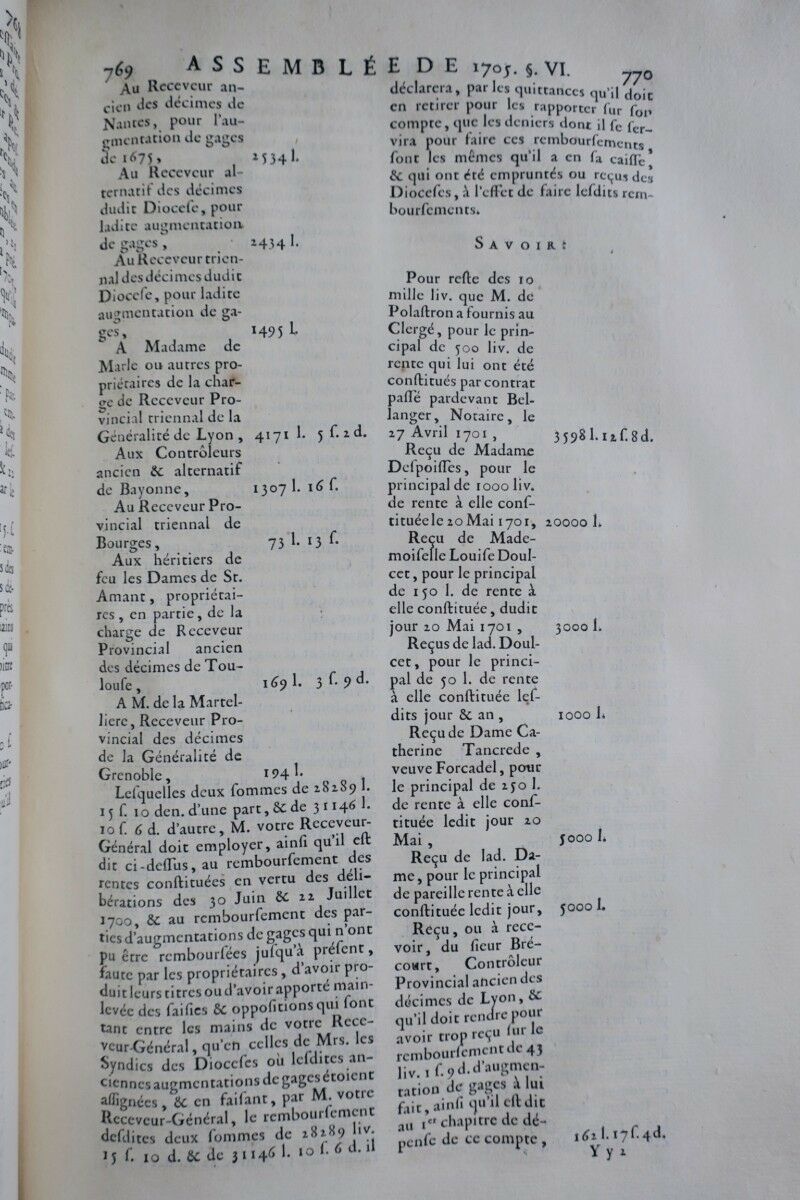 769 ASSEMBLÉE DE 1705. §. VI. 770
Au Receveur an-
cien des décimes de
Nantes, pour l'au-
gmentation de gages
de 1675, 2534 l.
Au Receveur al-
ternatif des décimes
dudit Diocese, pour
ladite augmentation
de gages, 2434 l.
Au Receveur trien-
nal des décimes dudit
Diocese, pour ladite
augmentation de ga-
ges, 1495 l.
A Madame de
Marle ou autres pro-
priétaires de la char-
ge de Receveur Pro-
vincial triennal de la
Généralité de Lyon, 4171 l. 5 ſ. 2 d.
Aux Contrôleurs
ancien & alternatif
de Bayonne, 1307 l. 16 ſ.
Au Receveur Pro-
vincial triennal de
Bourges, 73 l. 13 ſ.
Aux héritiers de
feu les Dames de St.
Amant, propriétai-
res, en partie, de la
charge de Receveur
Provincial ancien
des décimes de Tou-
louſe, 169 l. 3 ſ. 9 d.
A M. de la Martel-
liere, Receveur Pro-
vincial des décimes
de la Généralité de
Grenoble, 194 l.
Leſquelles deux ſommes de 28289 l.
15 ſ. 10 den. d'une part, & de 31146 l.
10 ſ. 6 d. d'autre, M. votre Receveur-
Général doit employer, ainſi qu'il eſt
dit ci-deſſus, au rembourſement des
rentes conſtituées en vertu des déli-
bérations des 30 Juin & 22 Juillet
1700, & au rembourſement des par-
ties d'augmentations de gages qui n'ont
pu être rembourſées juſqu'à préſent,
faute par les propriétaires, d'avoir pro-
duit leurs titres ou d'avoir apporté main-
levée des ſaiſies & oppoſitions qui ſont
tant entre les mains de votre Rece-
veur-Général, qu'en celles de Mrs. les
Syndics des Dioceſes où leſdites an-
ciennes augmentations de gages étoient
aſſignées, & en faiſant, par M. votre
Receveur-Général, le rembourſement
deſdites deux ſommes de 28289 liv.
15 ſ. 10 d. & de 31146 l. 10 ſ. 6 d. il
déclarera, par les quittances qu'il doit
en retirer pour les rapporter ſur ſon
compte, que les deniers dont il ſe ſer-
vira pour faire ces rembourſements,
ſont les mêmes qu'il a en ſa caiſſe,
& qui ont été empruntés ou reçus des
Dioceſes, à l'effet de faire leſdits rem-
bourſements.
SAVOIR:
Pour reſte des 10
mille liv. que M. de
Polaſtron a fournis au
Clergé, pour le prin-
cipal de 500 liv. de
rente qui lui ont été
conſtitués par contrat
paſſé pardevant Bel-
langer, Notaire, le
27 Avril 1701, 3598 l. 12 ſ. 8 d.
Reçu de Madame
Deſpoiſſes, pour le
principal de 1000 liv.
de rente à elle conſ-
tituée le 20 Mai 1701, 20000 l.
Reçu de Made-
moiſelle Louiſe Doul-
cet, pour le principal
de 150 l. de rente à
elle conſtituée, dudit
jour 20 Mai 1701, 3000 l.
Reçus de lad. Doul-
cet, pour le princi-
pal de 50 l. de rente
à elle conſtituée leſ-
dits jour & an, 1000 l.
Reçu de Dame Ca-
therine Tancrede,
veuve Forcadel, pour
le principal de 250 l.
de rente à elle conſ-
tituée ledit jour 20
Mai, 5000 l.
Reçu de lad. Da-
me, pour le principal
de pareille rente à elle
conſtituée ledit jour, 5000 l.
Reçu, ou à rece-
voir, du ſieur Bré-
court, Contrôleur
Provincial ancien des
décimes de Lyon, &
qu'il doit rendre pour
avoir trop reçu ſur le
rembourſement de 43
liv. 1 ſ. 9 d. d'augmen-
tation de gages à lui
fait, ainſi qu'il eſt dit
au 1er chapitre de dé-
penſe de ce compte, 162 l. 17 ſ. 4 d.
Y y 2